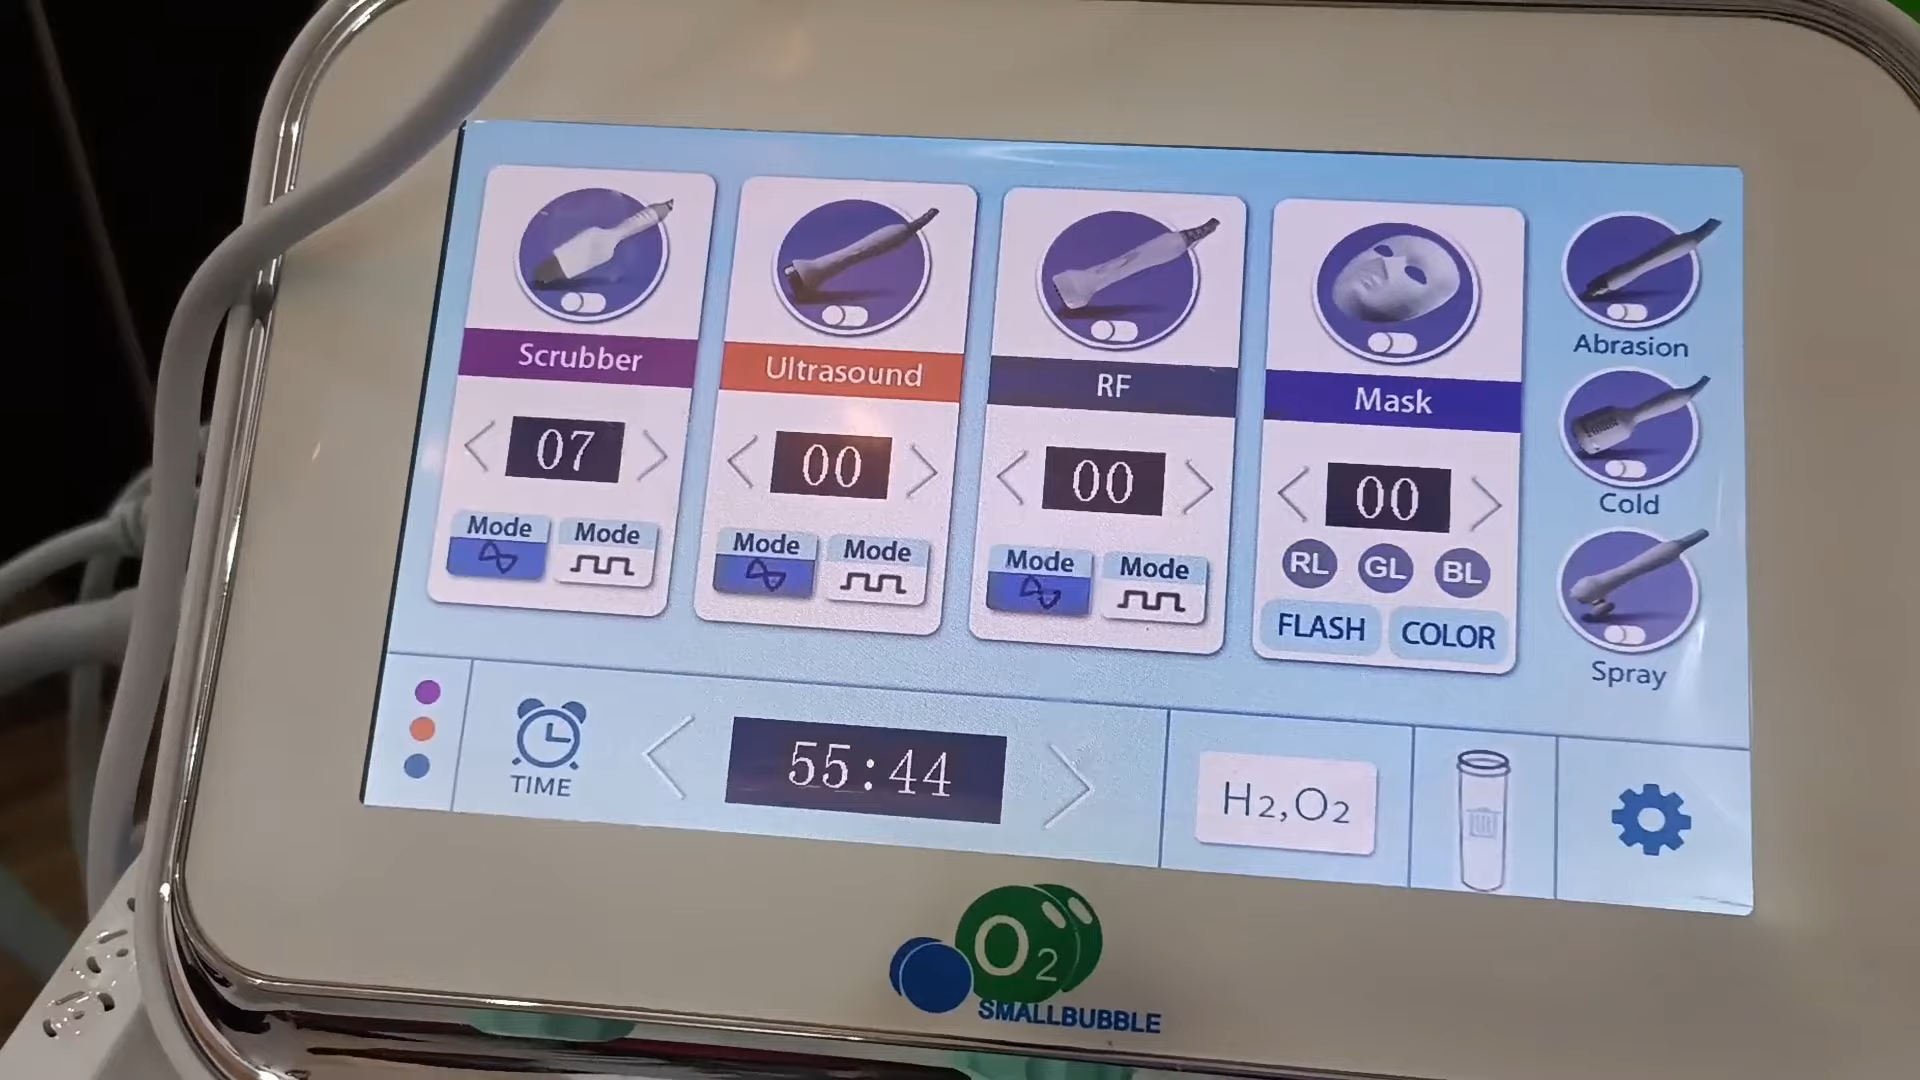 Scrubber
Ultrasound
RF
Mask
Abrasion
07
00
00
00
Cold
Mode
Mode
Mode
Mode
Mode
Mode
RL
GL
BL
FLASH
COLOR
Spray
TIME
55:44
H2,O2
O2
SMALLBUBBLE